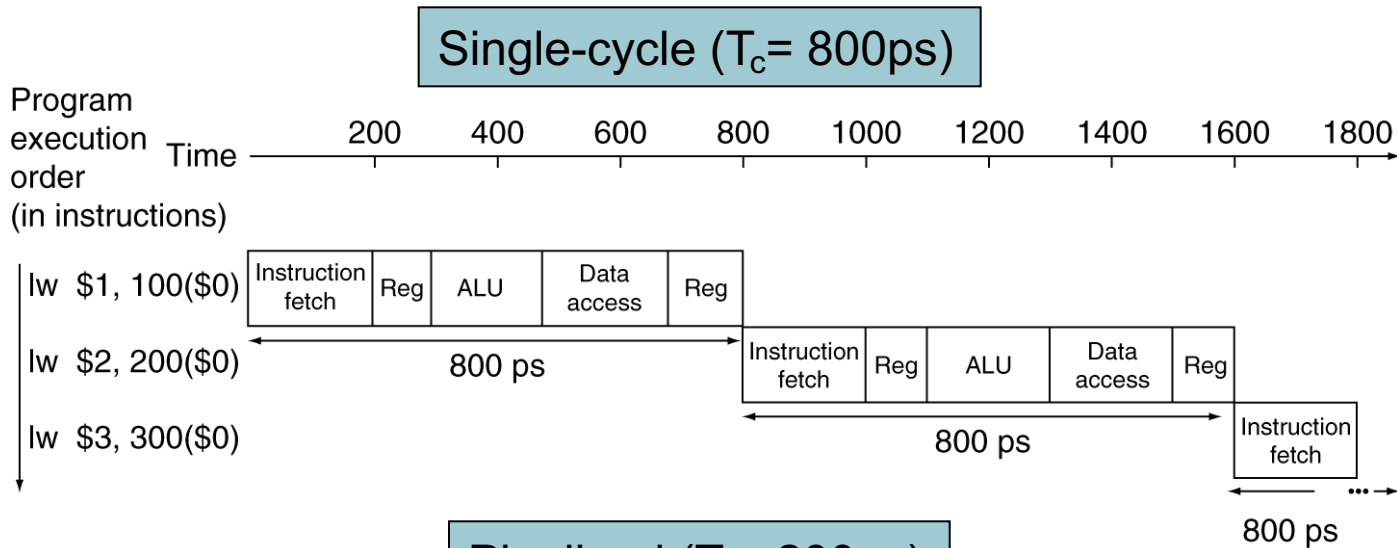 Single-cycle (Tc= 800ps)
Program
execution
order
(in instructions)
Time
200 400 600 800 1000 1200 1400 1600 1800
lw $1, 100($0)
Instruction
fetch
Reg
ALU
Data
access
Reg
800 ps
lw $2, 200($0)
Instruction
fetch
Reg
ALU
Data
access
Reg
800 ps
lw $3, 300($0)
Instruction
fetch
...
800 ps